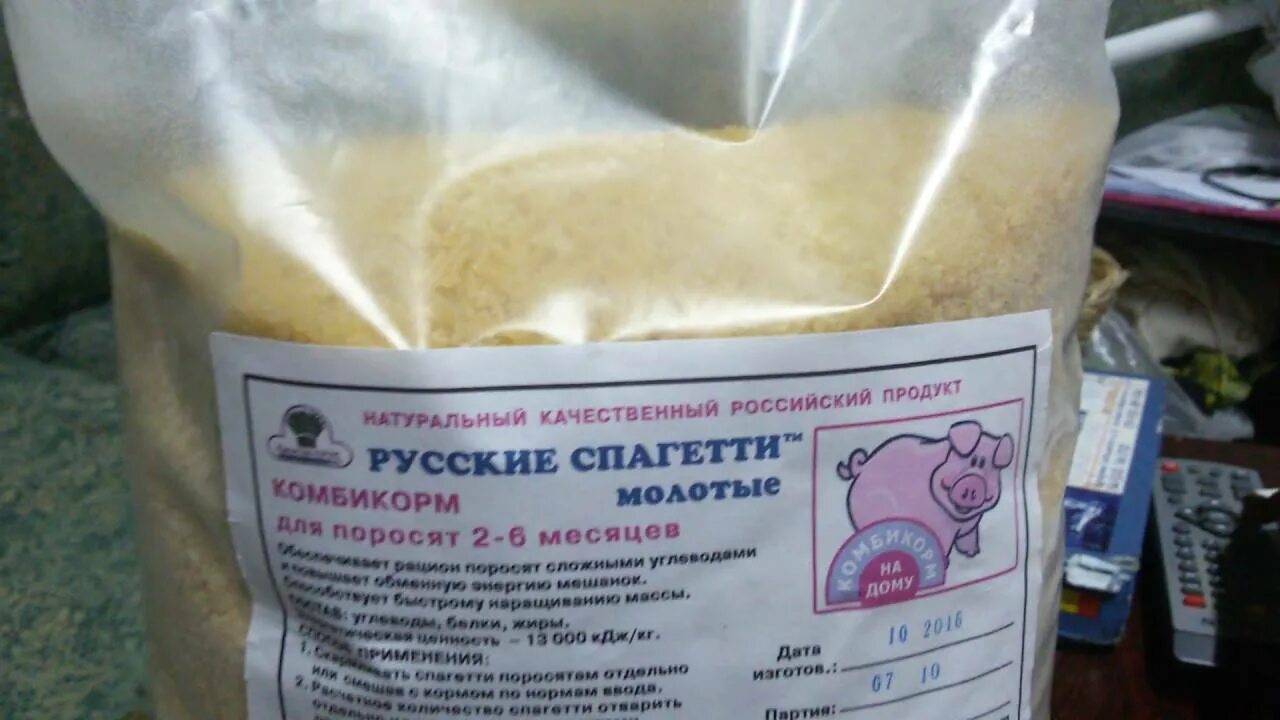 НАТУРАЛЬНЫЙ КАЧЕСТВЕННЫЙ РОССИЙСКИЙ ПРОДУКТ
РУССКИЕ СПАГЕТТИ™
МОЛОТЫЕ
КОМБИКОРМ
для поросят 2-6 месяцев
КОМБИКОРМ
НА
ДОМУ
Обеспечивает рацион поросят сложными углеводами
и повышает обменную энергию мешанок.
Способствует быстрому наращиванию массы.
СОСТАВ: углеводы, белки, жиры.
Энергетическая ценность – 13 000 кДж/кг.
СПОСОБ ПРИМЕНЕНИЯ:
1. Скармливать спагетти поросятам отдельно
или смешав с кормом по нормам ввода.
2. Расчетное количество спагетти отварить
отдельно
Дата
изготов.:
10 2016
07 10
Партия:
7